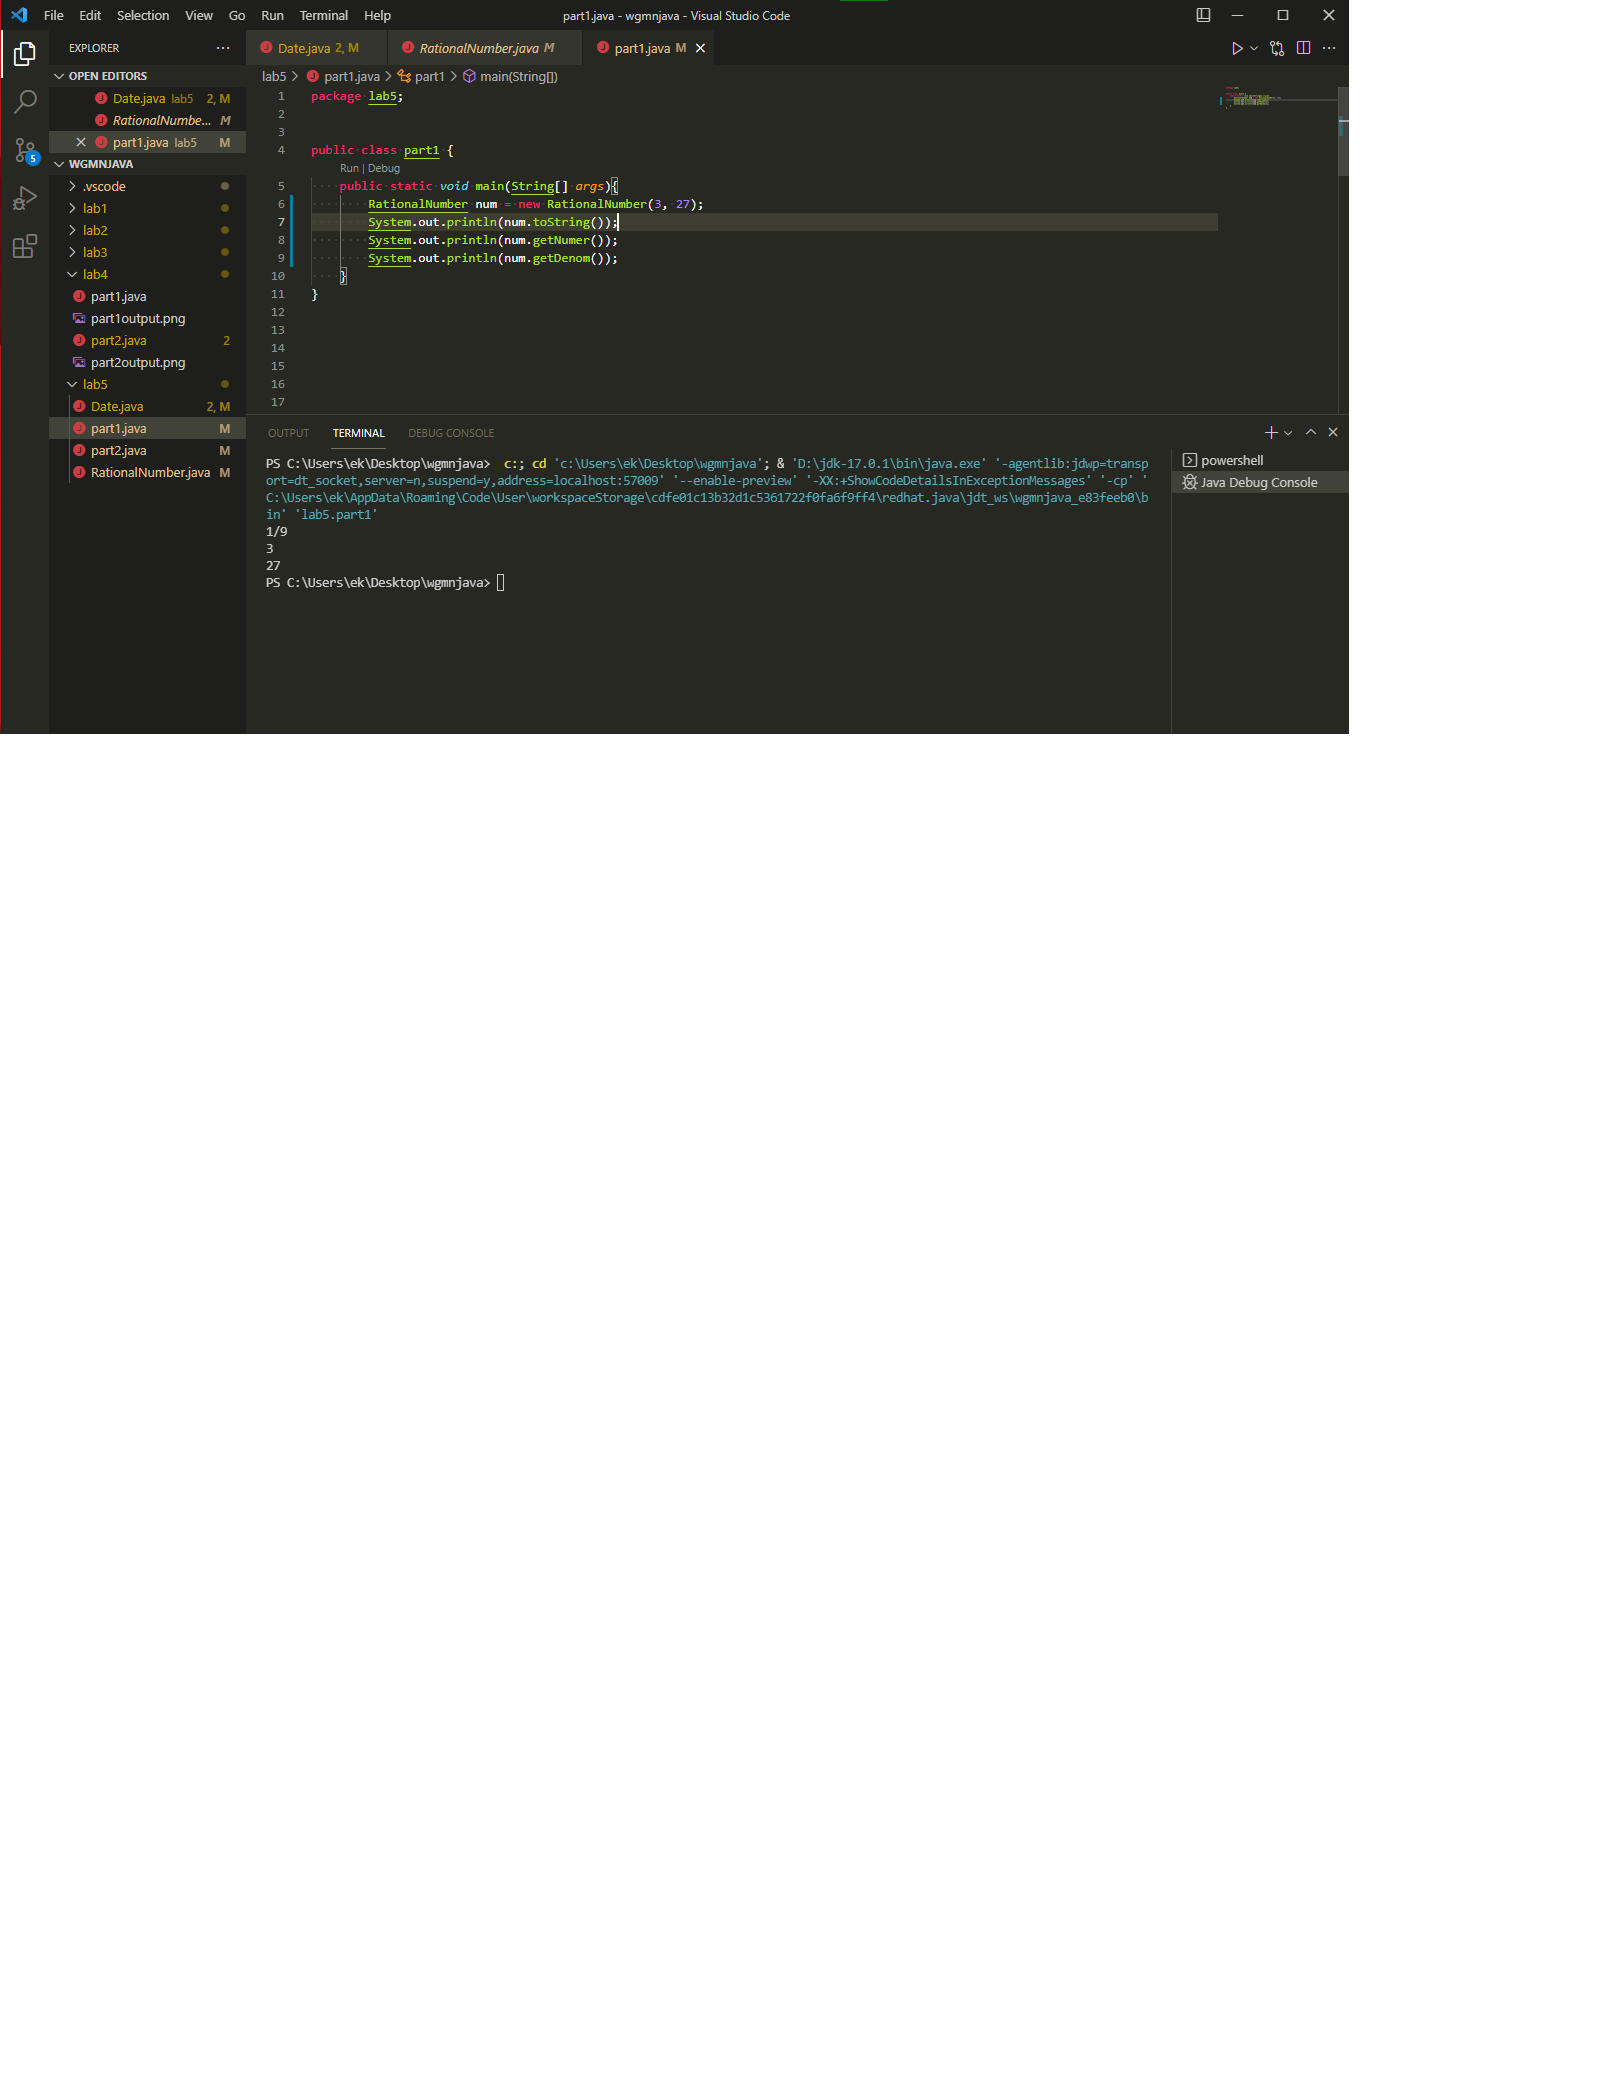 File Edit Selection View Go Run Terminal Help part1.java - wgmnjava - Visual Studio Code
EXPLORER
OPEN EDITORS
Date.java lab5 2, M
RationalNumbe... M
part1.java lab5 M
WGMNJAVA
.vscode
lab1
lab2
lab3
lab4
part1.java
part1output.png
part2.java 2
part2output.png
lab5
Date.java 2, M
part1.java M
part2.java M
RationalNumber.java M
5
Date.java 2, M RationalNumber.java M part1.java M
lab5 > part1.java > part1 > main(String[])
1 package lab5;
2
3
4 public class part1 {
Run | Debug
5 public static void main(String[] args){
6 RationalNumber num = new RationalNumber(3, 27);
7 System.out.println(num.toString());
8 System.out.println(num.getNumer());
9 System.out.println(num.getDenom());
10 }
11 }
12
13
14
15
16
17
OUTPUT TERMINAL DEBUG CONSOLE
PS C:\Users\ek\Desktop\wgmnjava> c:; cd 'c:\Users\ek\Desktop\wgmnjava'; & 'D:\jdk-17.0.1\bin\java.exe' '-agentlib:jdwp=transp
ort=dt_socket,server=n,suspend=y,address=localhost:57009' '--enable-preview' '-XX:+ShowCodeDetailsInExceptionMessages' '-cp' '
C:\Users\ek\AppData\Roaming\Code\User\workspaceStorage\cdfe01c13b32d1c5361722f0fa6f9ff4\redhat.java\jdt_ws\wgmnjava_e83feeb0\b
in' 'lab5.part1'
1/9
3
27
PS C:\Users\ek\Desktop\wgmnjava>
powershell
Java Debug Console